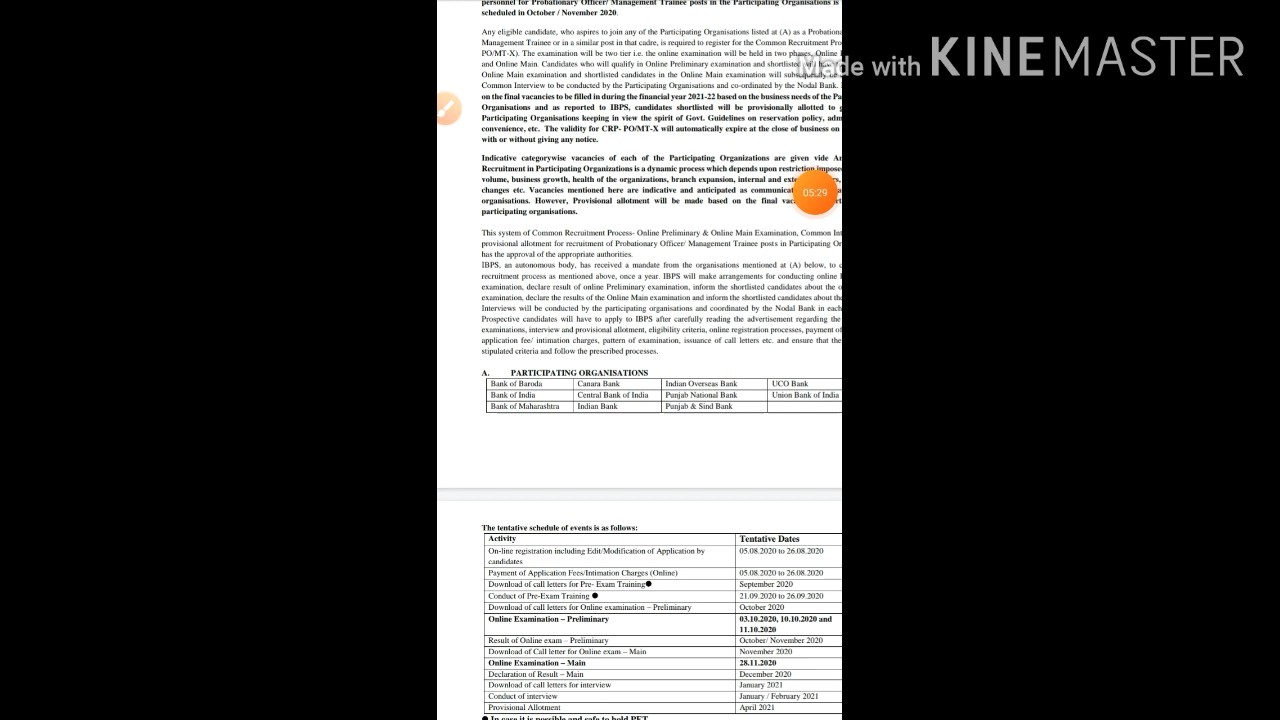 personnel for Probationary Officer/ Management Trainee posts in the Participating Organisations is
scheduled in October / November 2020.
Any eligible candidate, who aspires to join any of the Participating Organisations listed at (A) as a
Management Trainee or in a similar post in that cadre, is required to register for the Common Recruitment
PO/MT-X). The examination will be two tier i.e. the online examination will be held in two phases, Online
and Online Main. Candidates who will qualify in Online Preliminary examination and shortlisted
Online Main examination and shortlisted candidates in the Online Main examination will subsequently be
Common Interview to be conducted by the Participating Organisations and co-ordinated by the Nodal Bank.
on the final vacancies to be filled in during the financial year 2021-22 based on the business needs of the
Organisations and as reported to IBPS, candidates shortlisted will be provisionally allotted to
Participating Organisations keeping in view the spirit of Govt. Guidelines on reservation policy,
convenience, etc. The validity for CRP- PO/MT-X will automatically expire at the close of business on
with or without giving any notice.
Indicative categorywise vacancies of each of the Participating Organizations are given vide
Recruitment in Participating Organizations is a dynamic process which depends upon restriction
volume, business growth, health of the organizations, branch expansion, internal and
changes etc. Vacancies mentioned here are indicative and anticipated as
organisations. However, Provisional allotment will be made based on the final
participating organisations.
This system of Common Recruitment Process- Online Preliminary & Online Main Examination, Common
provisional allotment for recruitment of Probationary Officer/ Management Trainee posts in Participating
has the approval of the appropriate authorities.
IBPS, an autonomous body, has received a mandate from the organisations mentioned at (A) below, to
recruitment process as mentioned above, once a year. IBPS will make arrangements for conducting online
examination, declare result of online Preliminary examination, inform the shortlisted candidates about the
examination, declare the results of the Online Main examination and inform the shortlisted candidates about the
Interviews will be conducted by the participating organisations and coordinated by the Nodal Bank in each
Prospective candidates will have to apply to IBPS after carefully reading the advertisement regarding the
examinations, interview and provisional allotment, eligibility criteria, online registration processes, payment of
application fee/ intimation charges, pattern of examination, issuance of call letters etc. and ensure that the
stipulated criteria and follow the prescribed processes.
A. PARTICIPATING ORGANISATIONS
Bank of Baroda Canara Bank Indian Overseas Bank UCO Bank
Bank of India Central Bank of India Punjab National Bank Union Bank of India
Bank of Maharashtra Indian Bank Punjab & Sind Bank
The tentative schedule of events is as follows:
Activity Tentative Dates
On-line registration including Edit/Modification of Application by 05.08.2020 to 26.08.2020
candidates
Payment of Application Fees/Intimation Charges (Online) 05.08.2020 to 26.08.2020
Download of call letters for Pre- Exam Training● September 2020
Conduct of Pre-Exam Training ● 21.09.2020 to 26.09.2020
Download of call letters for Online examination – Preliminary October 2020
Online Examination – Preliminary 03.10.2020, 10.10.2020 and
11.10.2020
Result of Online exam – Preliminary October/ November 2020
Download of Call letter for Online exam – Main November 2020
Online Examination – Main 28.11.2020
Declaration of Result – Main December 2020
Download of call letters for interview January 2021
Conduct of interview January / February 2021
Provisional Allotment April 2021
● In case it is possible and safe to hold PET
05:29
Made with KINEMASTER